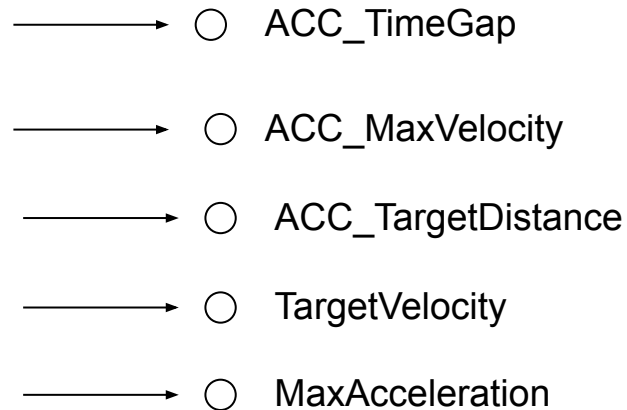 ACC_TimeGap
ACC_MaxVelocity
ACC_TargetDistance
TargetVelocity
MaxAcceleration